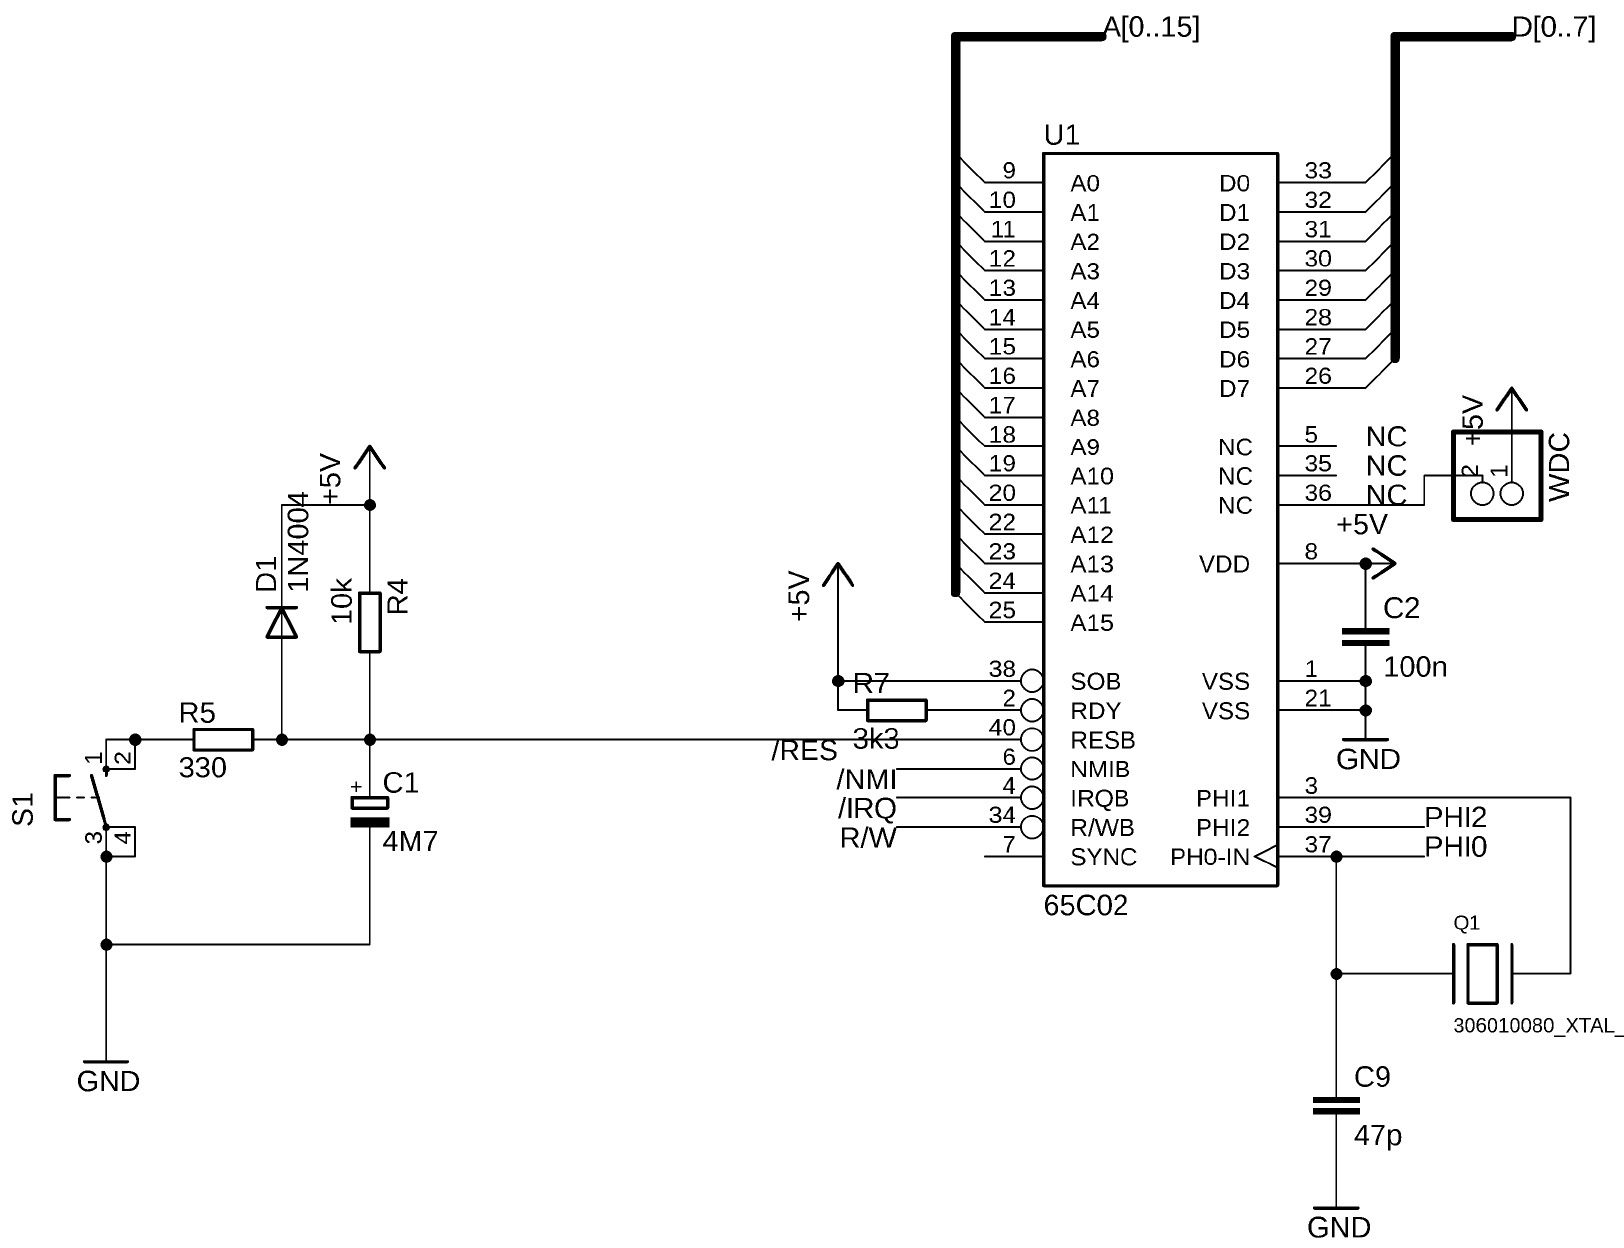 A[0..15]
D[0..7]
U1
9 A0 D0 33
10 A1 D1 32
11 A2 D2 31
12 A3 D3 30
13 A4 D4 29
14 A5 D5 28
15 A6 D6 27
16 A7 D7 26
17 A8
18 A9 NC 5 NC
19 A10 NC 35 NC
20 A11 NC 36 NC
22 A12
23 A13 VDD 8
24 A14
25 A15
38 SOB VSS 1
2 RDY VSS 21
40 RESB
6 NMIB
4 IRQB PHI1 3
34 R/WB PHI2 39
7 SYNC PH0-IN 37
65C02
+5V
2 1
WDC
+5V
C2
100n
GND
PHI2
PHI0
Q1
306010080_XTAL_
C9
47p
GND
+5V
R7
3k3
/RES
/NMI
/IRQ
R/W
+5V
D1
1N4004
10k
R4
R5
330
+
C1
4M7
S1
1
2
3
4
GND